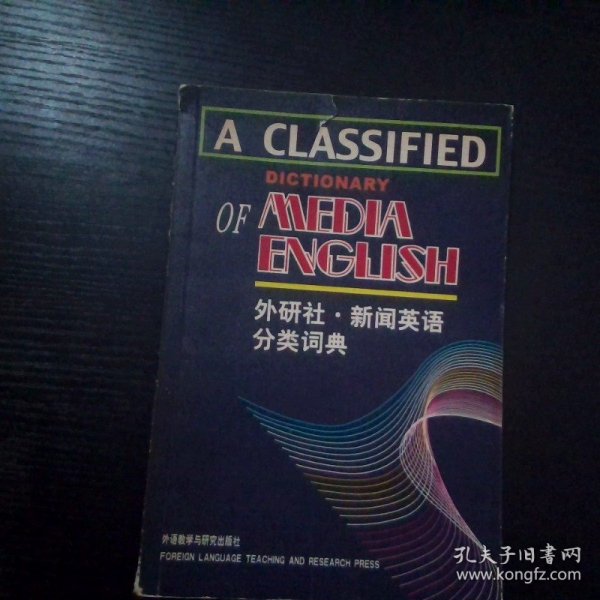 A CLASSIFIED
DICTIONARY
OF MEDIA
ENGLISH
外研社·新闻英语
分类词典
外语教学与研究出版社
FOREIGN LANGUAGE TEACHING AND RESEARCH PRESS
孔夫子旧书网
www.kongfz.com